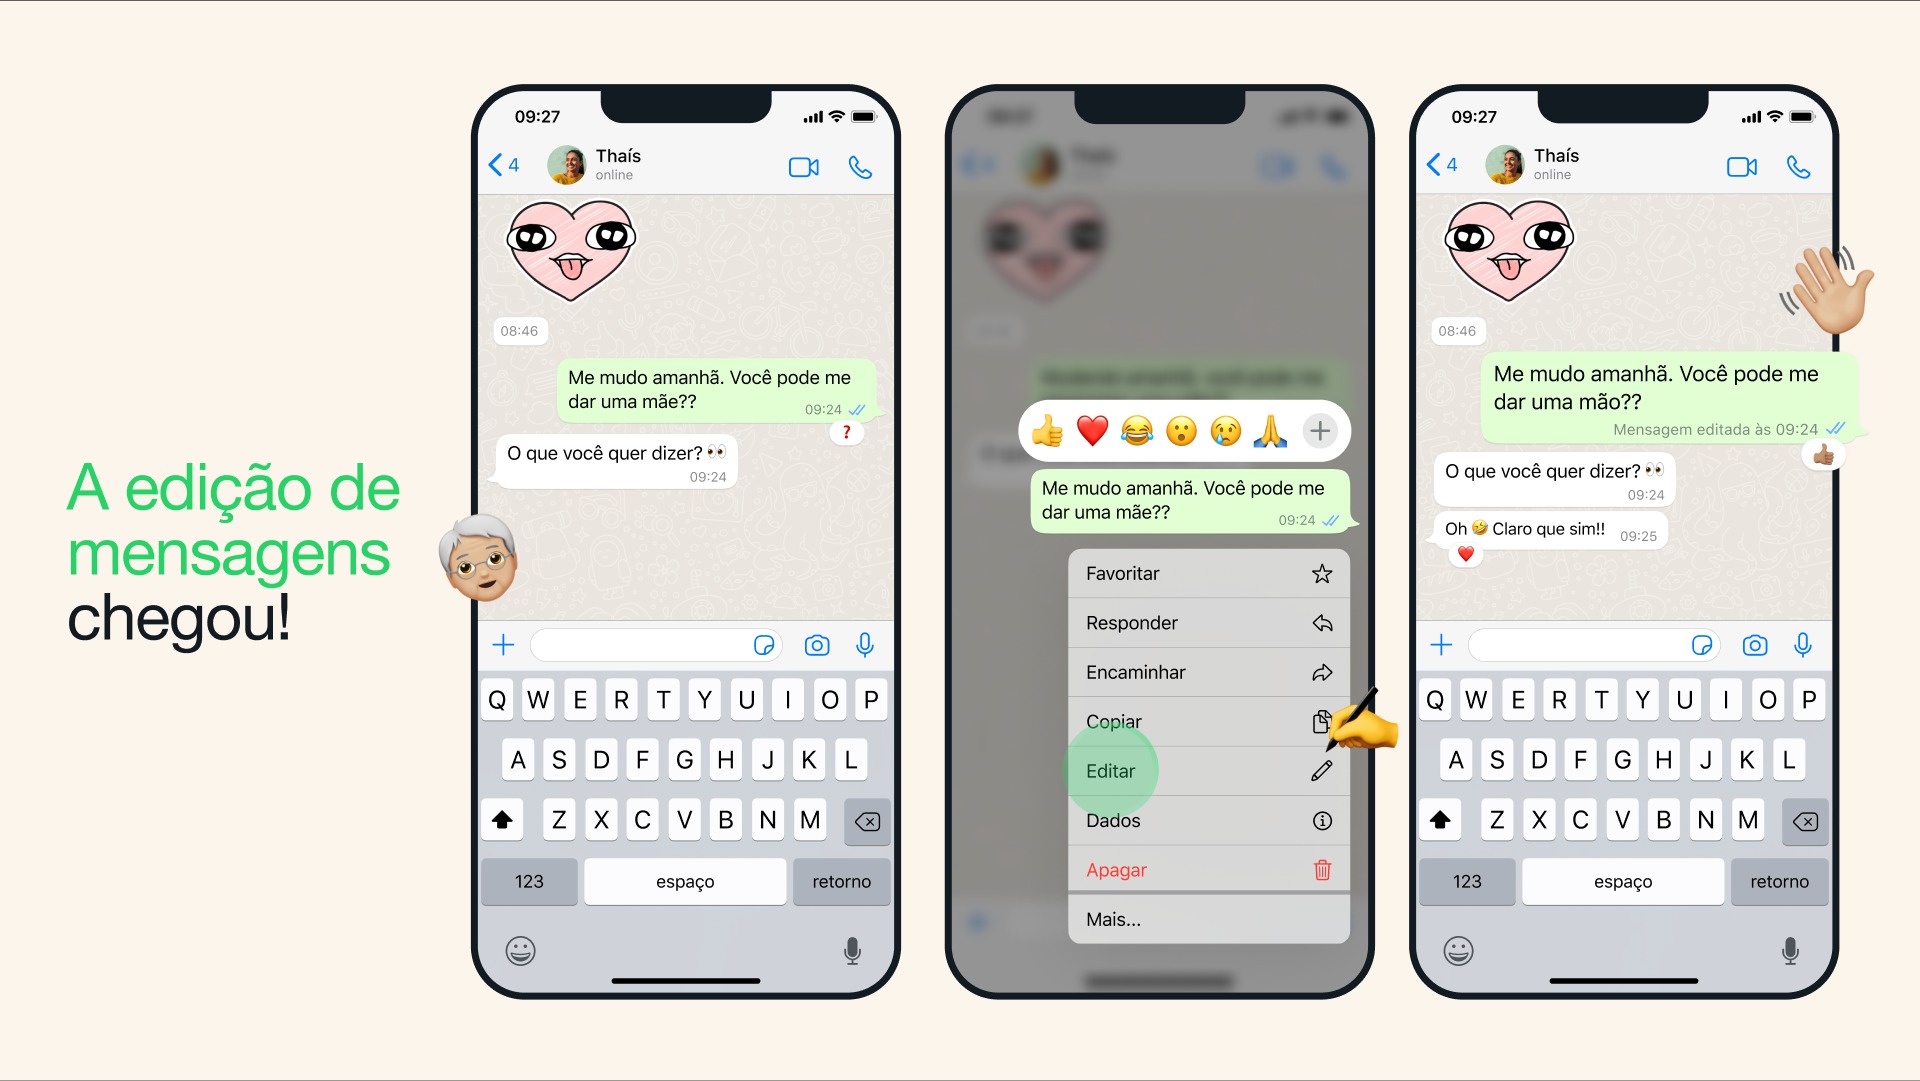 A edição de
mensagens
chegou!
09:27
4
Thaís
online
08:46
Me mudo amanhã. Você pode me
dar uma mãe??
09:24
?
O que você quer dizer?
09:24
Q W E R T Y U I O P
A S D F G H J K L
Z X C V B N M
123 espaço retorno
Me mudo amanhã. Você pode me
dar uma mãe??
09:24
Favoritar
Responder
Encaminhar
Copiar
Editar
Dados
Apagar
Mais...
09:27
4
Thaís
online
08:46
Me mudo amanhã. Você pode me
dar uma mão??
Mensagem editada às 09:24
O que você quer dizer?
09:24
Oh 🤣 Claro que sim!! 09:25
Q W E R T Y U I O P
A S D F G H J K L
Z X C V B N M
123 espaço retorno